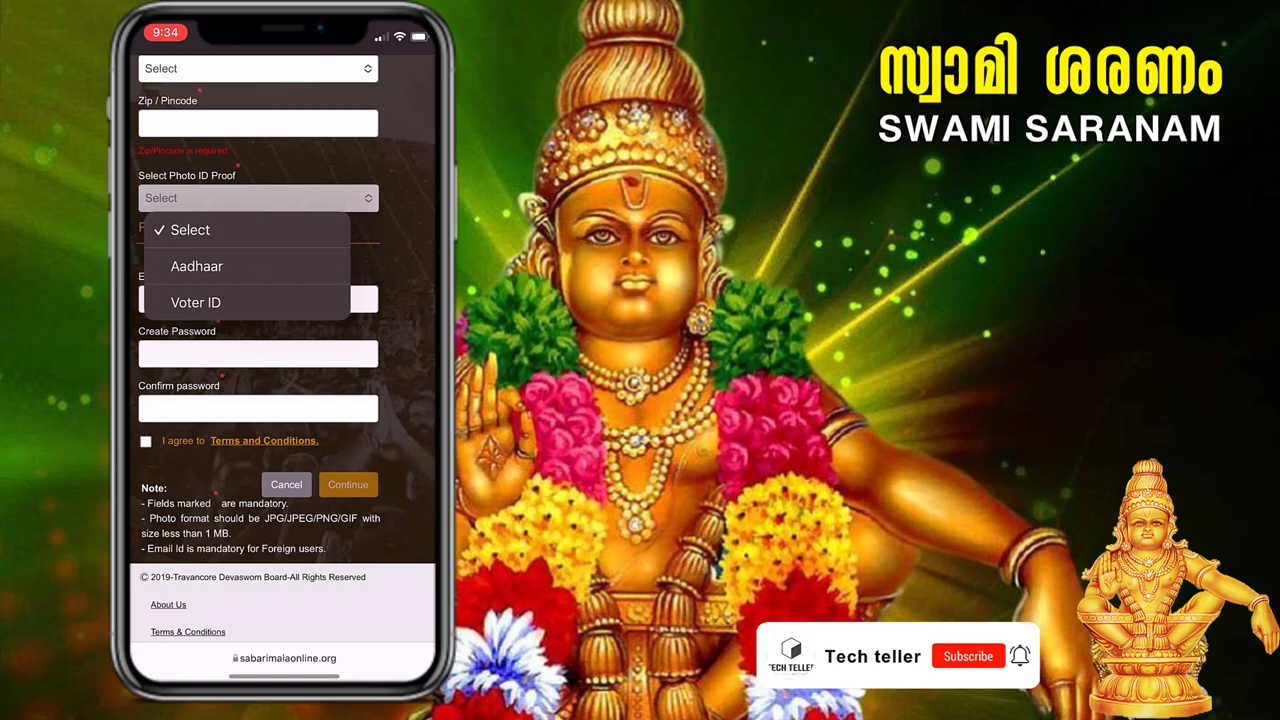 9:34
Select
Zip / Pincode *
Zip/Pincode is required
Select Photo ID Proof *
Select
✓ Select
Aadhaar
Voter ID
Create Password
Confirm password *
I agree to Terms and Conditions.
Cancel
Continue
Note:
- Fields marked * are mandatory.
- Photo format should be JPG/JPEG/PNG/GIF with
size less than 1 MB.
- Email Id is mandatory for Foreign users.
© 2019-Travancore Devaswom Board-All Rights Reserved
About Us
Terms & Conditions
sabarimalaonline.org
സ്വാമി ശരണം
SWAMI SARANAM
TECH TELLER
Tech teller
Subscribe